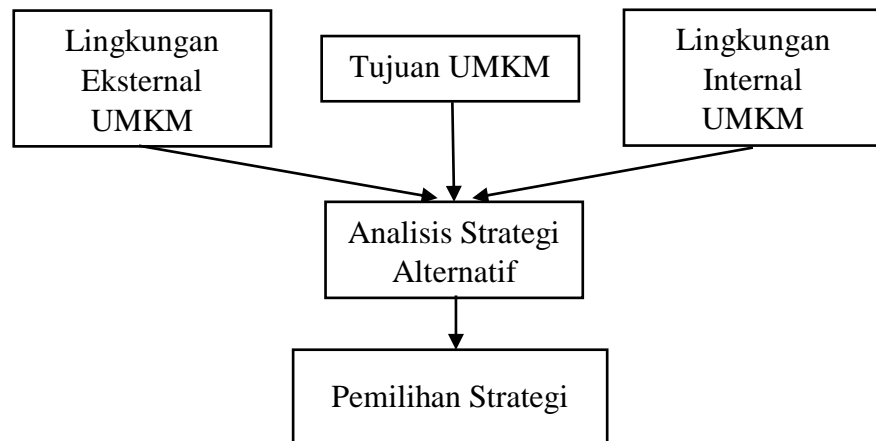 Lingkungan
Eksternal
UMKM
Tujuan UMKM
Lingkungan
Internal
UMKM
Analisis Strategi
Alternatif
Pemilihan Strategi